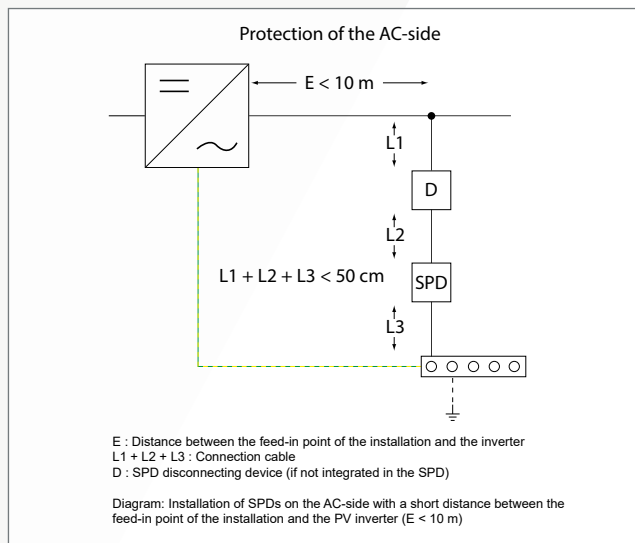 Protection of the AC-side
E < 10 m
L1
D
L2
L1 + L2 + L3 < 50 cm
SPD
L3
E : Distance between the feed-in point of the installation and the inverter
L1 + L2 + L3 : Connection cable
D : SPD disconnecting device (if not integrated in the SPD)
Diagram: Installation of SPDs on the AC-side with a short distance between the
feed-in point of the installation and the PV inverter (E < 10 m)